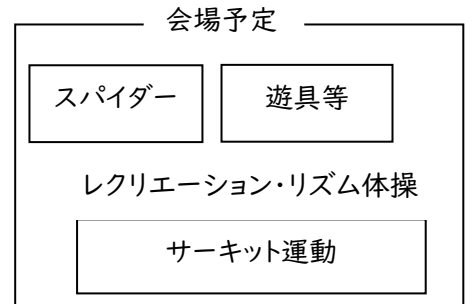 会場予定
スパイダー 遊具等
レクリエーション・リズム体操
サーキット運動